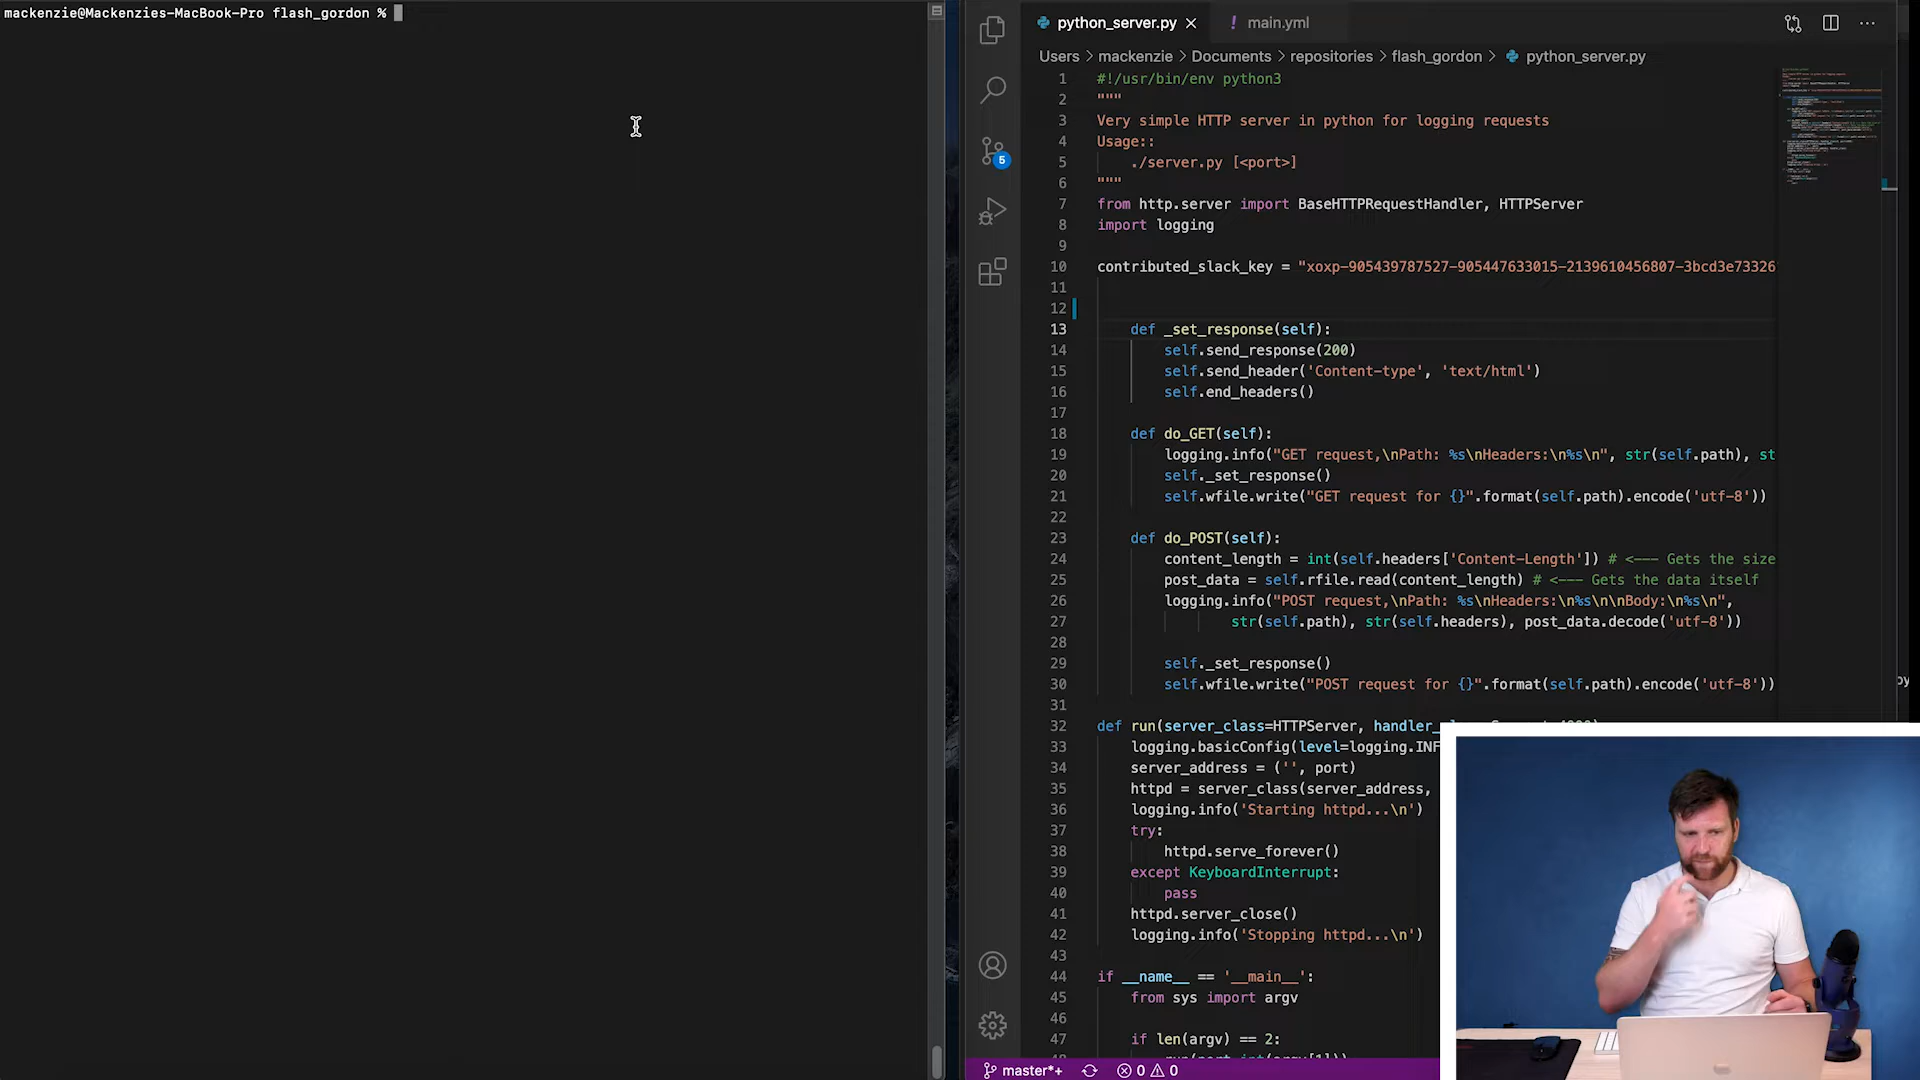 mackenzie@Mackenzies-MacBook-Pro flash_gordon %
python_server.py
main.yml
Users > mackenzie > Documents > repositories > flash_gordon > python_server.py
5
1 #!/usr/bin/env python3
2 """
3 Very simple HTTP server in python for logging requests
4 Usage::
5 ./server.py [<port>]
6 """
7 from http.server import BaseHTTPRequestHandler, HTTPServer
8 import logging
9
10 contributed_slack_key = "xoxp-905439787527-905447633015-2139610456807-3bcd3e73326
11
12
13 def _set_response(self):
14 self.send_response(200)
15 self.send_header('Content-type', 'text/html')
16 self.end_headers()
17
18 def do_GET(self):
19 logging.info("GET request,\nPath: %s\nHeaders:\n%s\n", str(self.path), st
20 self._set_response()
21 self.wfile.write("GET request for {}".format(self.path).encode('utf-8'))
22
23 def do_POST(self):
24 content_length = int(self.headers['Content-Length']) # <--- Gets the size
25 post_data = self.rfile.read(content_length) # <--- Gets the data itself
26 logging.info("POST request,\nPath: %s\nHeaders:\n%s\n\nBody:\n%s\n",
27 str(self.path), str(self.headers), post_data.decode('utf-8'))
28
29 self._set_response()
30 self.wfile.write("POST request for {}".format(self.path).encode('utf-8'))
31
32 def run(server_class=HTTPServer, handler_
33 logging.basicConfig(level=logging.INF
34 server_address = ('', port)
35 httpd = server_class(server_address,
36 logging.info('Starting httpd...\n')
37 try:
38 httpd.serve_forever()
39 except KeyboardInterrupt:
40 pass
41 httpd.server_close()
42 logging.info('Stopping httpd...\n')
43
44 if __name__ == '__main__':
45 from sys import argv
46
47 if len(argv) == 2:
master*+ 0 0